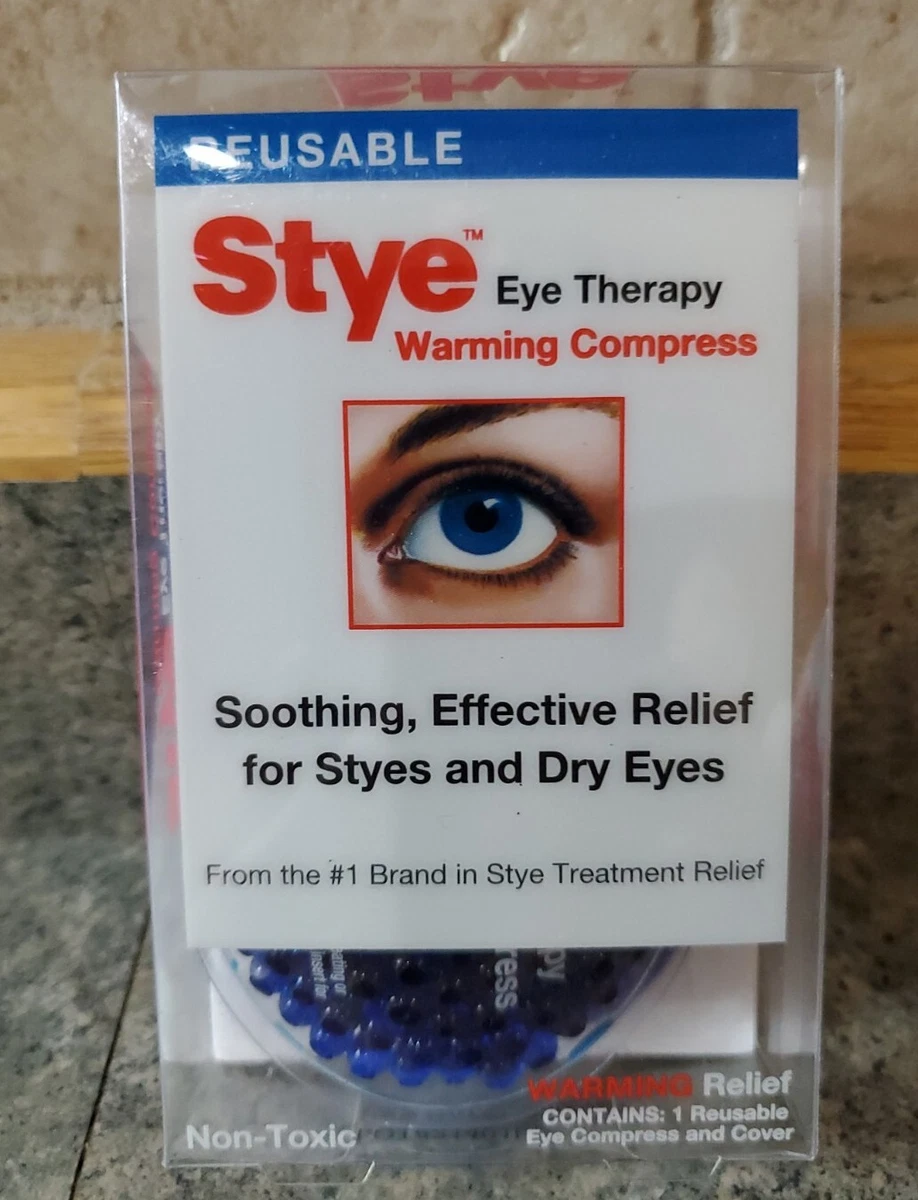 REUSABLE
Stye™ Eye Therapy
Warming Compress
Soothing, Effective Relief
for Styes and Dry Eyes
From the #1 Brand in Stye Treatment Relief
WARMING Relief
CONTAINS: 1 Reusable
Eye Compress and Cover
Non-Toxic